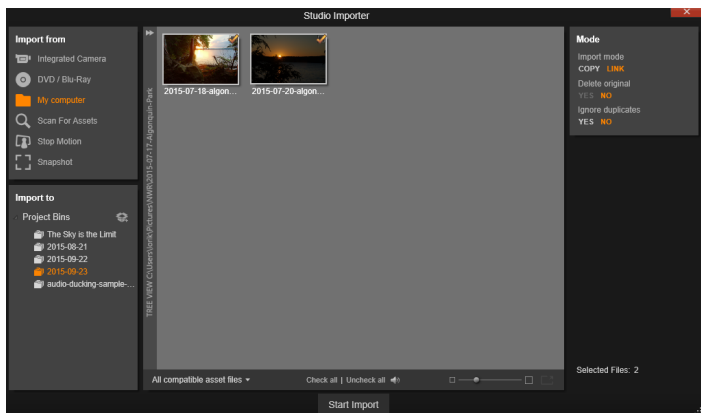 Studio Importer
Import from
Integrated Camera
DVD / Blu-Ray
My computer
Scan For Assets
Stop Motion
Snapshot
Import to
Project Bins
The Sky is the Limit
2015-08-21
2015-09-22
2015-09-23
audio-ducking-sample-...
TREE VIEW C:\Users\lorik\Pictures\NWR\2015-07-17-Algonquin-Park
2015-07-18-algon...
2015-07-20-algon...
All compatible asset files
Check all | Uncheck all
Mode
Import mode
COPY LINK
Delete original
YES NO
Ignore duplicates
YES NO
Selected Files: 2
Start Import